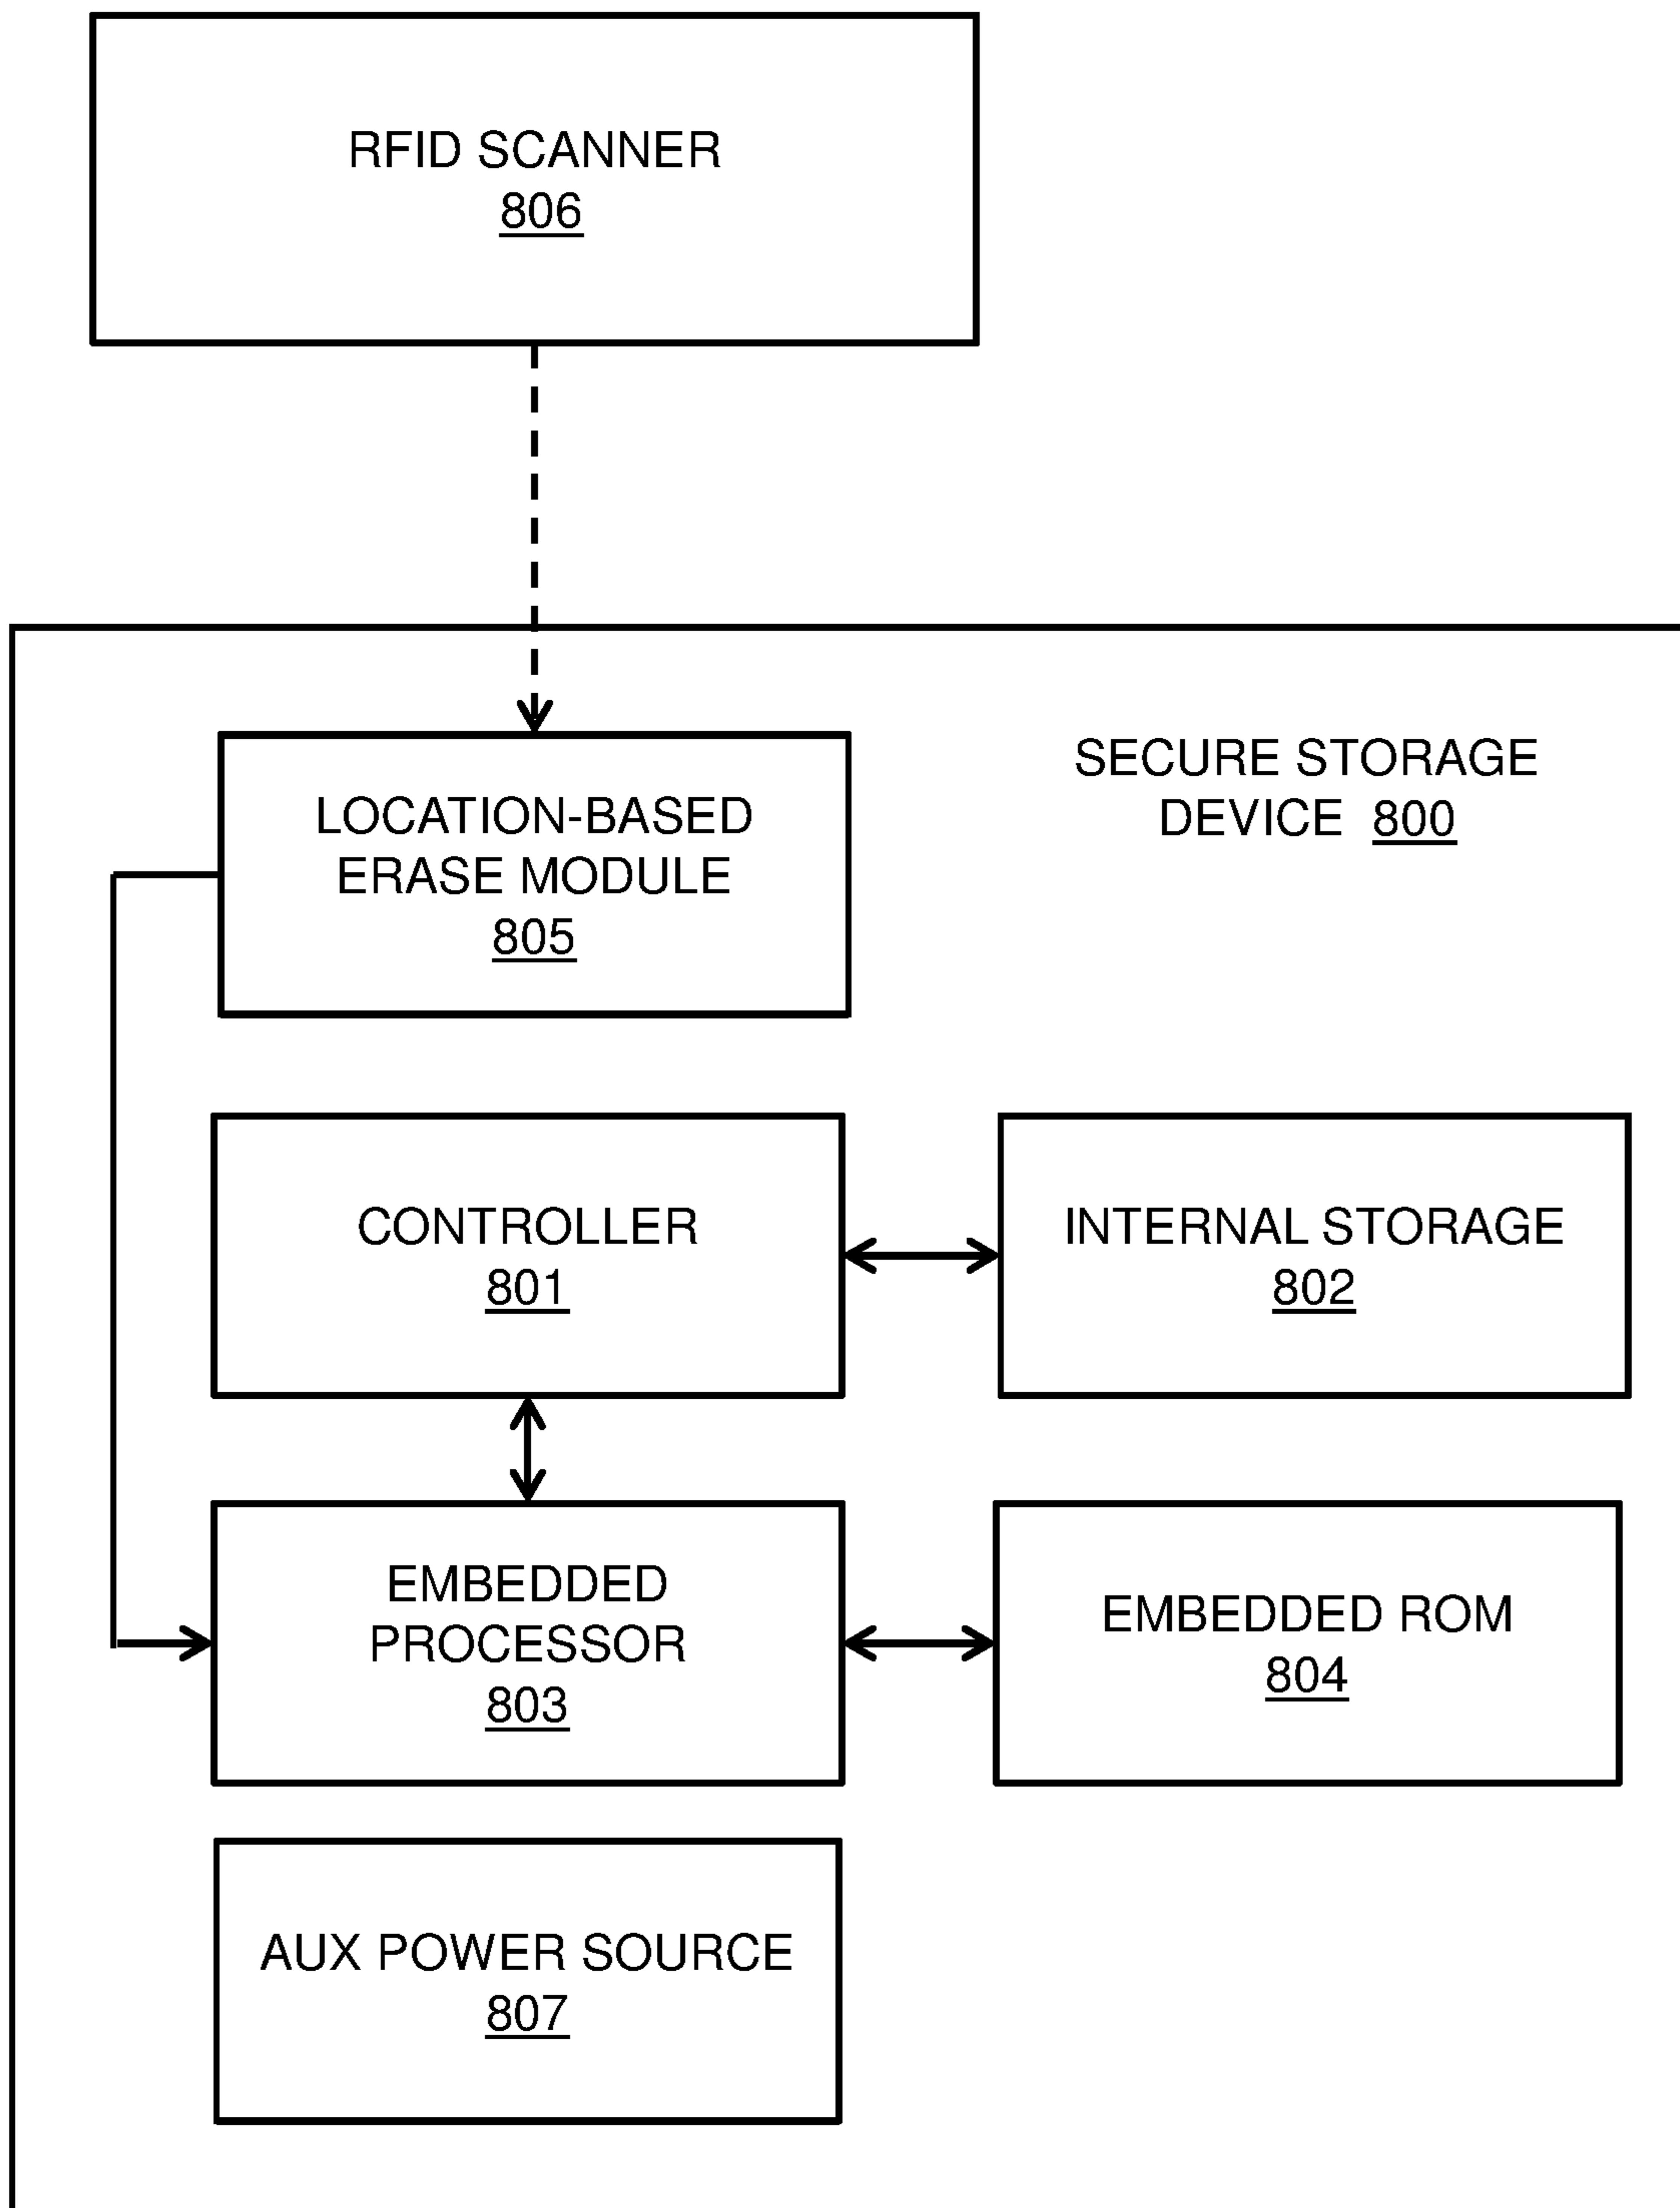 RFID SCANNER
806
SECURE STORAGE
DEVICE 800
LOCATION-BASED
ERASE MODULE
805
CONTROLLER
801
INTERNAL STORAGE
802
EMBEDDED
PROCESSOR
803
EMBEDDED ROM
804
AUX POWER SOURCE
807